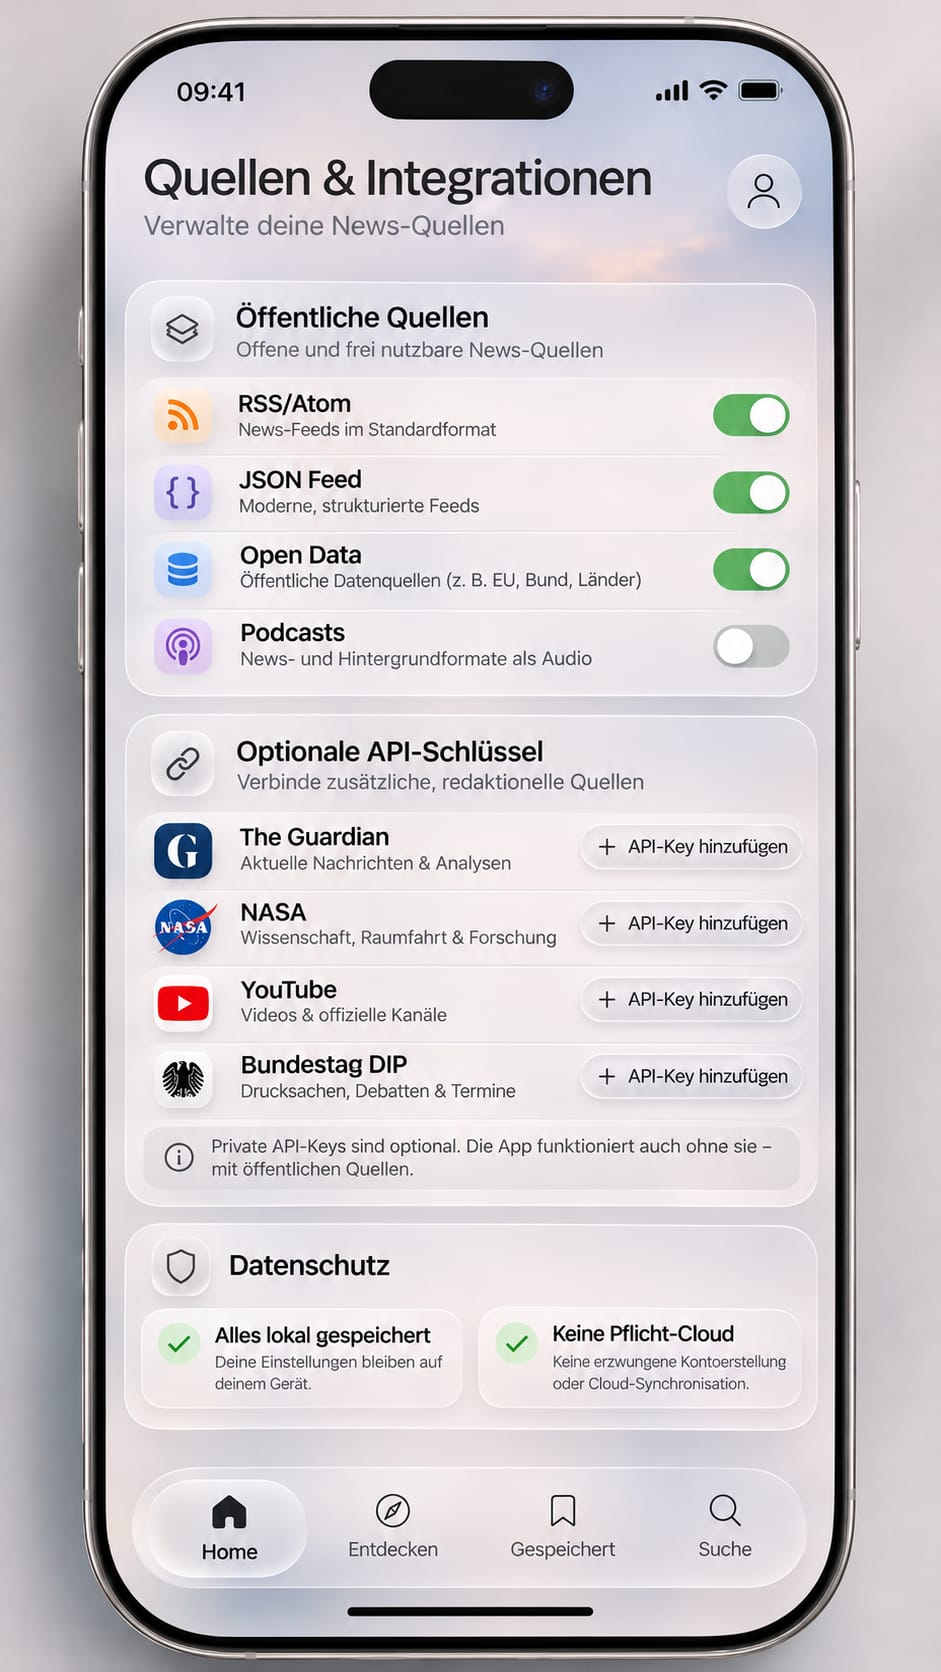 09:41
Quellen & Integrationen
Verwalte deine News-Quellen
Öffentliche Quellen
Offene und frei nutzbare News-Quellen
RSS/Atom
News-Feeds im Standardformat
JSON Feed
Moderne, strukturierte Feeds
Open Data
Öffentliche Datenquellen (z. B. EU, Bund, Länder)
Podcasts
News- und Hintergrundformate als Audio
Optionale API-Schlüssel
Verbinde zusätzliche, redaktionelle Quellen
G
The Guardian
Aktuelle Nachrichten & Analysen
+ API-Key hinzufügen
NASA
NASA
Wissenschaft, Raumfahrt & Forschung
+ API-Key hinzufügen
YouTube
Videos & offizielle Kanäle
+ API-Key hinzufügen
Bundestag DIP
Drucksachen, Debatten & Termine
+ API-Key hinzufügen
Private API-Keys sind optional. Die App funktioniert auch ohne sie –
mit öffentlichen Quellen.
Datenschutz
Alles lokal gespeichert
Deine Einstellungen bleiben auf
deinem Gerät.
Keine Pflicht-Cloud
Keine erzwungene Kontoerstellung
oder Cloud-Synchronisation.
Home
Entdecken
Gespeichert
Suche